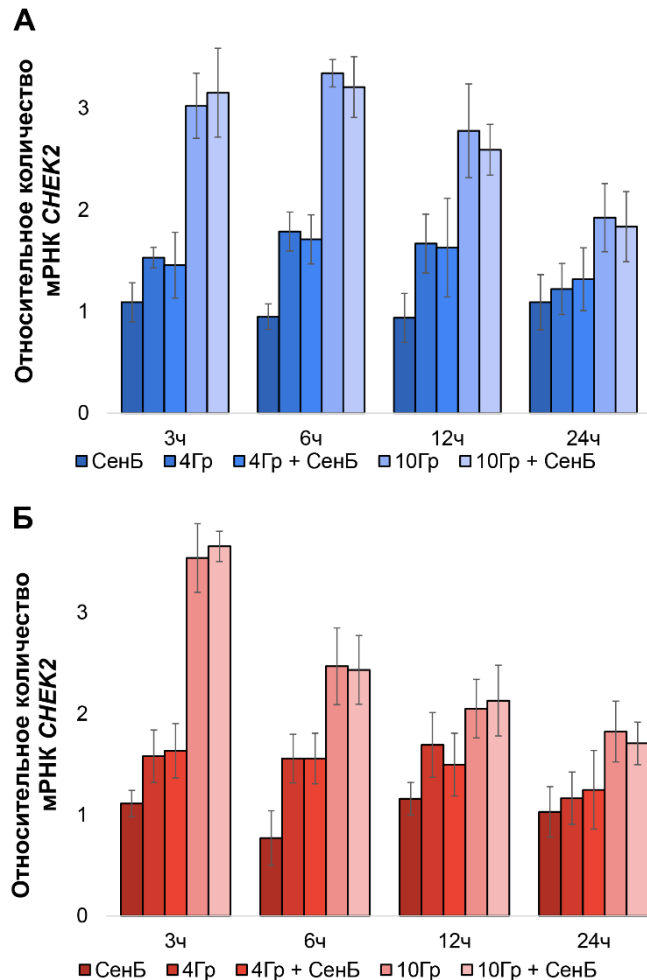 А
Относительное количество
мРНК CHEK2
3
2
1
0
3ч 6ч 12ч 24ч
СенБ 4Гр 4Гр + СенБ 10Гр 10Гр + СенБ
Б
Относительное количество
мРНК CHEK2
3
2
1
0
3ч 6ч 12ч 24ч
СенБ 4Гр 4Гр + СенБ 10Гр 10Гр + СенБ